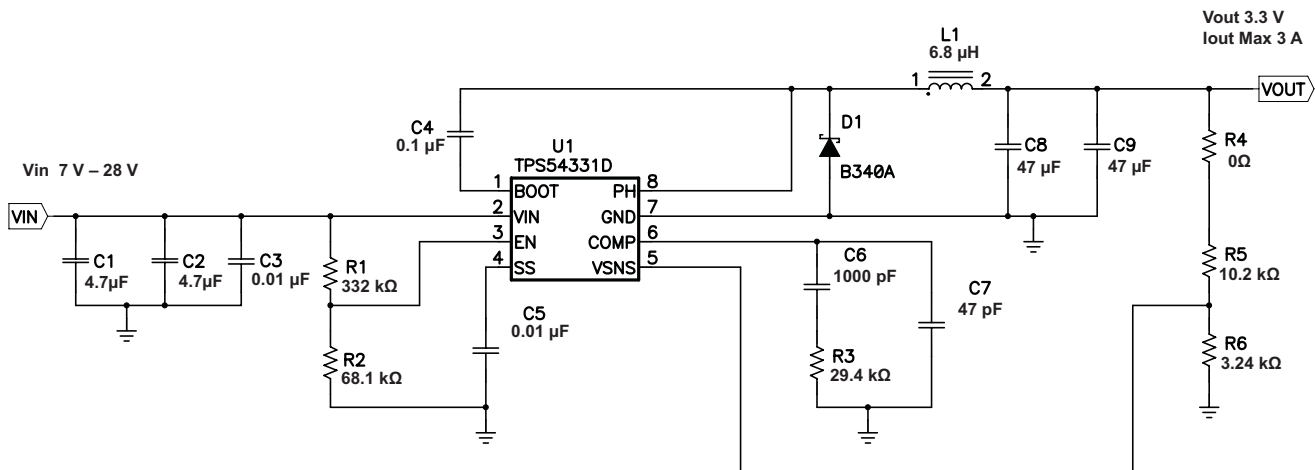 Vout 3.3 V
Iout Max 3 A
L1
6.8 µH
1
2
VOUT
C4
0.1 µF
D1
B340A
C8
47 µF
C9
47 µF
R4
0Ω
U1
TPS54331D
Vin 7 V – 28 V
1 BOOT PH 8
VIN
2 VIN GND 7
3 EN COMP 6
4 SS VSNS 5
C1
4.7µF
C2
4.7µF
C3
0.01 µF
R1
332 kΩ
C6
1000 pF
C7
47 pF
R5
10.2 kΩ
C5
0.01 µF
R2
68.1 kΩ
R3
29.4 kΩ
R6
3.24 kΩ